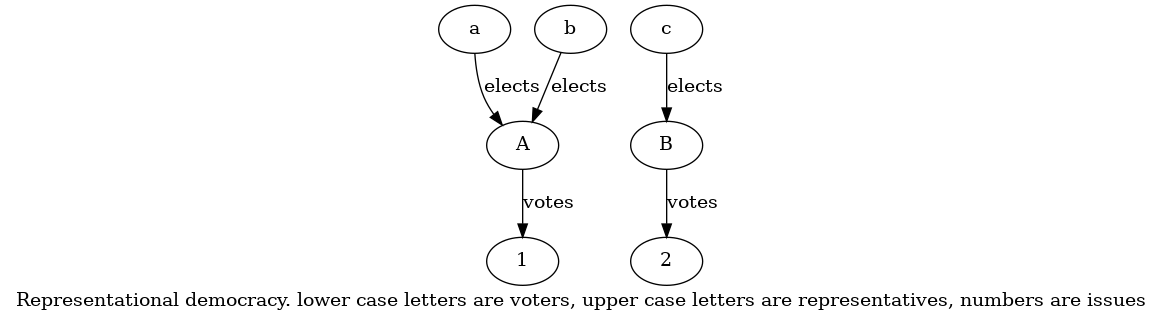 a b c
elects elects elects
A B
votes votes
1 2
Representational democracy. lower case letters are voters, upper case letters are representatives, numbers are issues